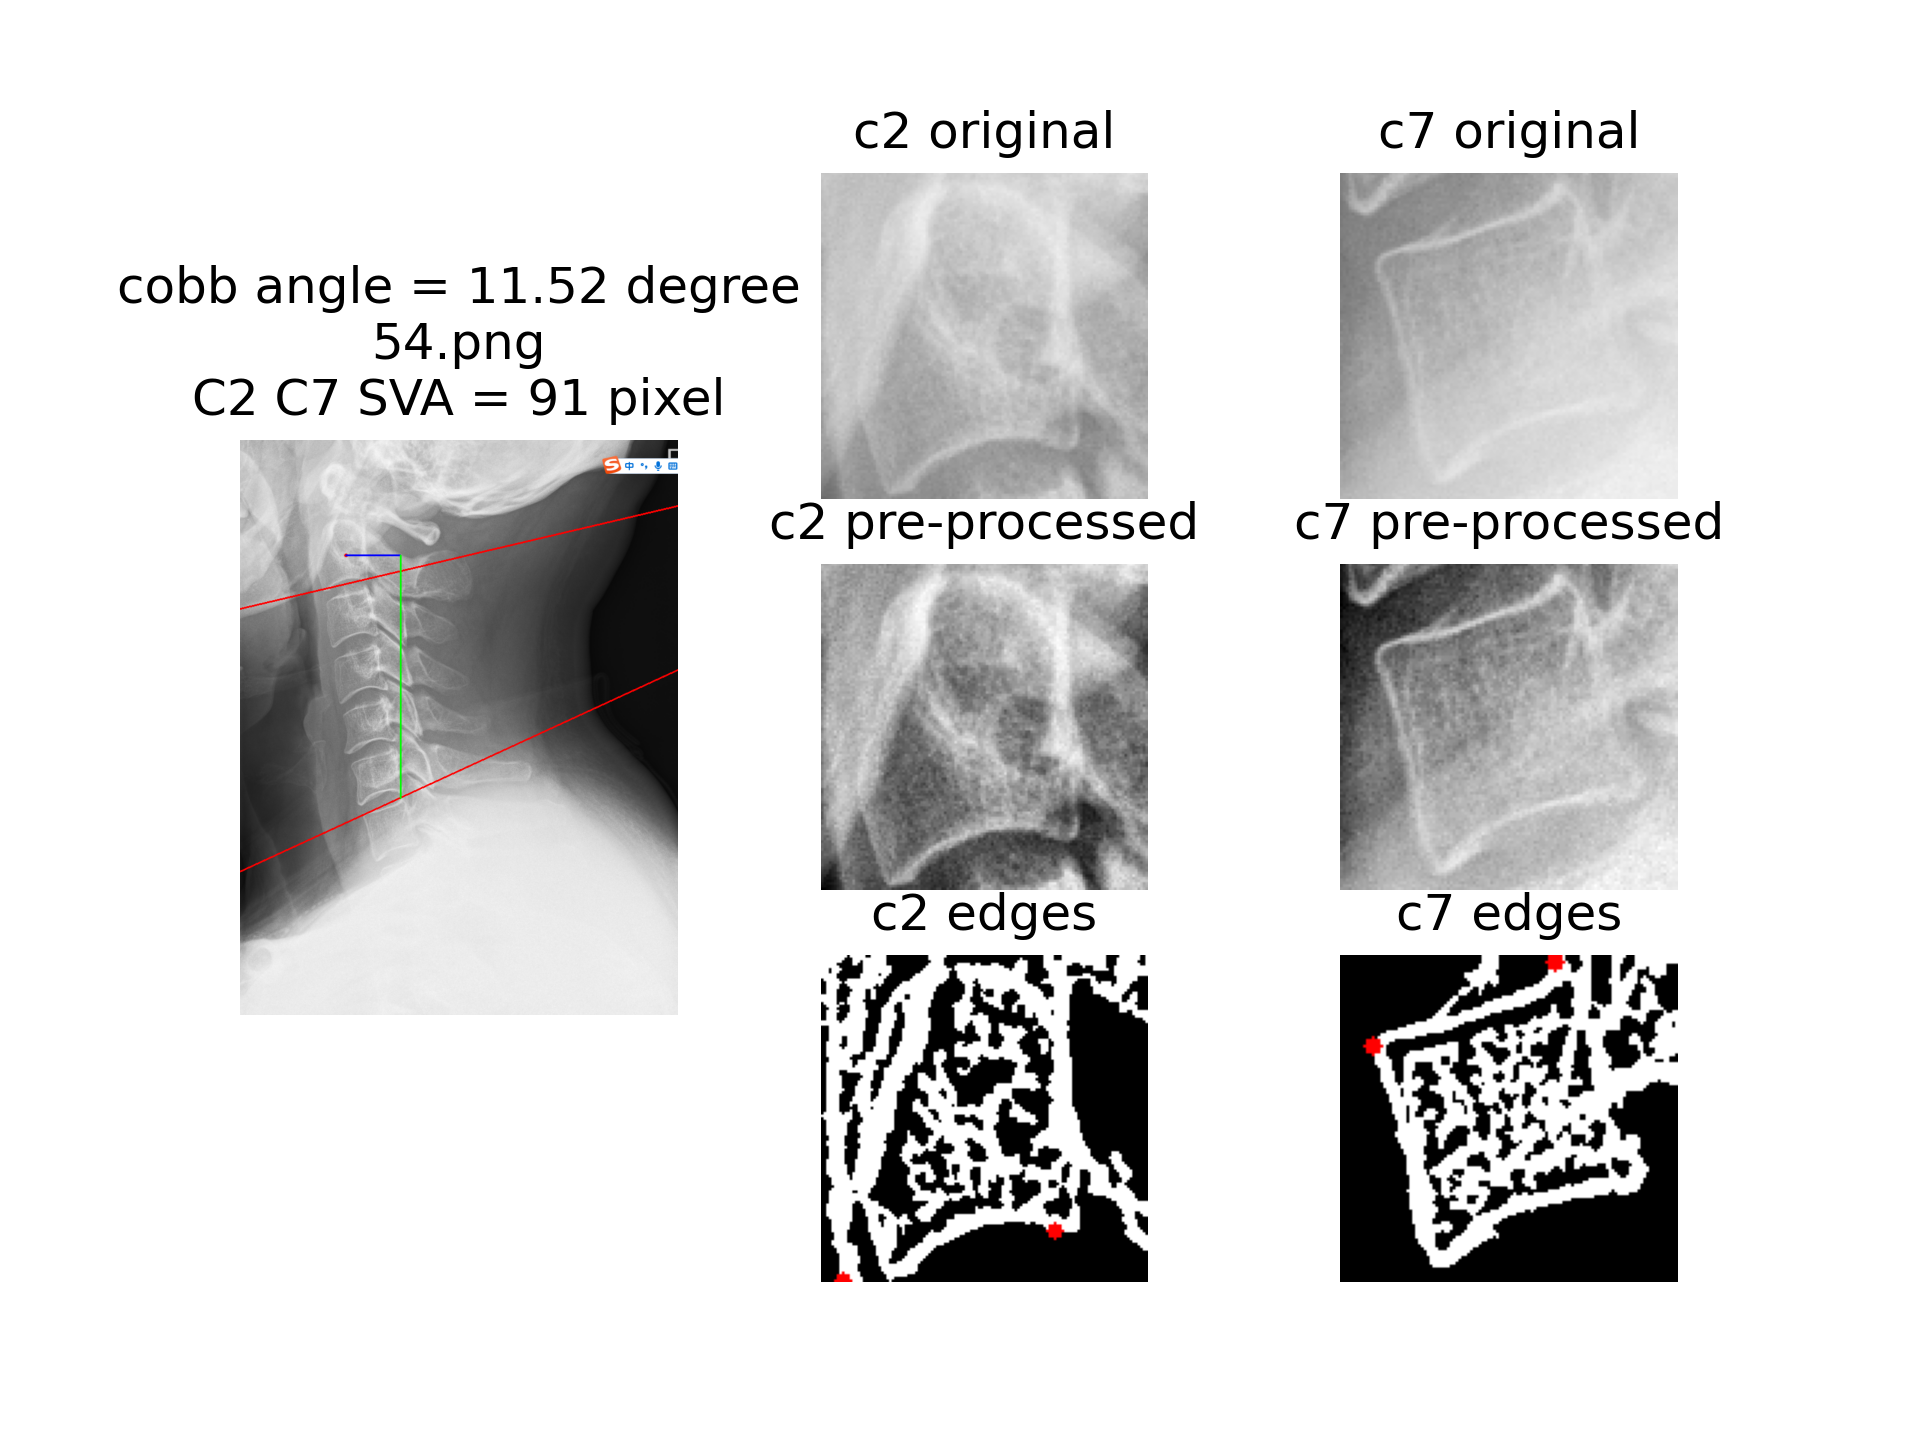 cobb angle = 11.52 degree
54.png
C2 C7 SVA = 91 pixel
S 中
c2 original
c7 original
c2 pre-processed
c7 pre-processed
c2 edges
c7 edges